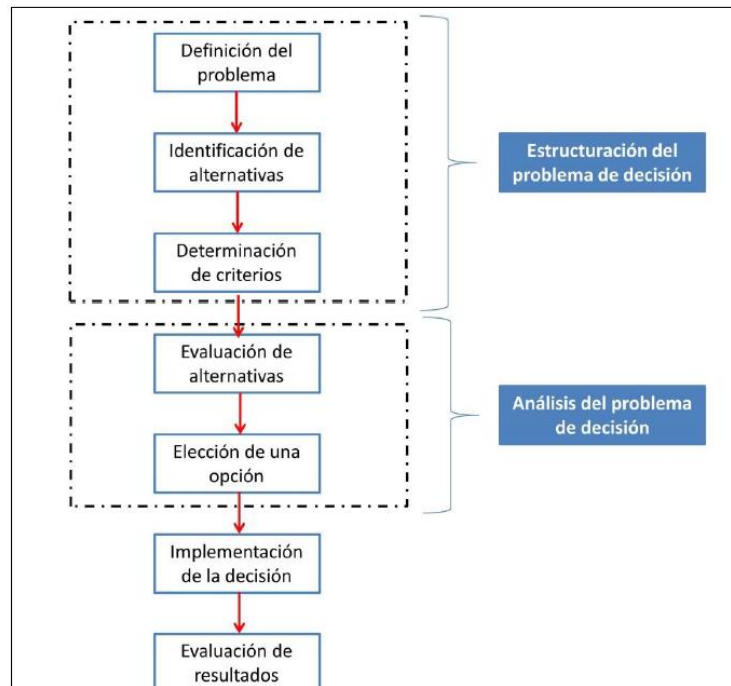 Definición del
problema
Identificación de
alternativas
Determinación
de criterios
Estructuración del
problema de decisión
Evaluación de
alternativas
Elección de una
opción
Análisis del problema
de decisión
Implementación
de la decisión
Evaluación de
resultados